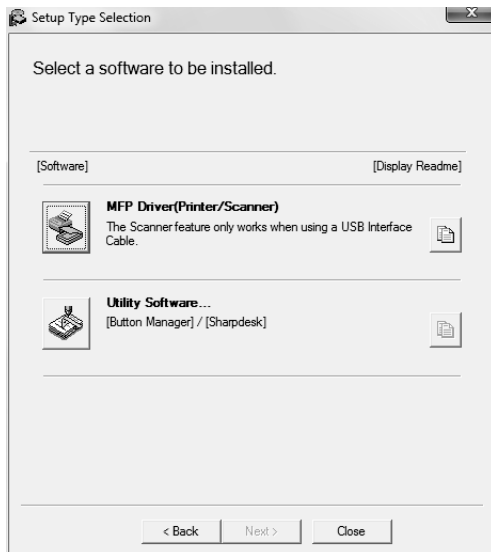 Setup Type Selection
X
Select a software to be installed.
[Software] [Display Readme]
MFP Driver(Printer/Scanner)
The Scanner feature only works when using a USB Interface
Cable.
Utility Software...
[Button Manager] / [Sharpdesk]
< Back Next > Close